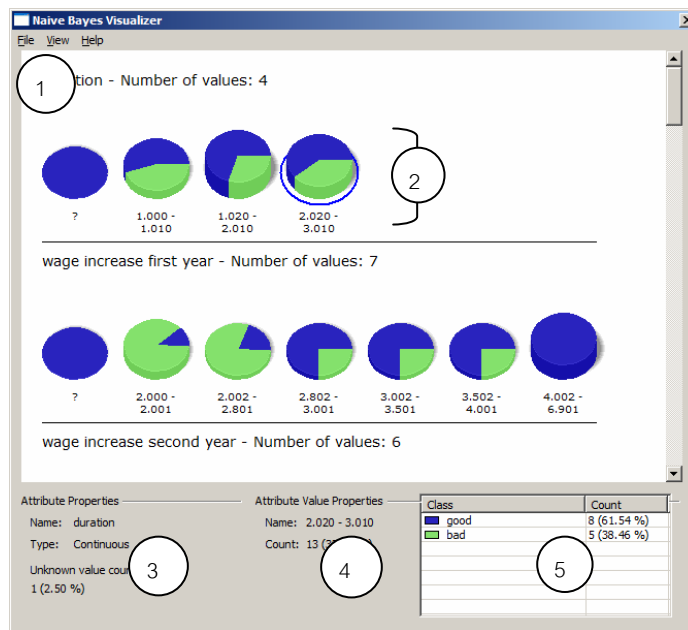 Naive Bayes Visualizer
File View Help
1
tion - Number of values: 4
2
? 1.000 - 1.020 - 2.020 -
1.010 2.010 3.010
wage increase first year - Number of values: 7
? 2.000 - 2.002 - 2.802 - 3.002 - 3.502 - 4.002 -
2.001 2.801 3.001 3.501 4.001 6.901
wage increase second year - Number of values: 6
Attribute Properties
Name: duration
Type: Continuous
Unknown value coun
1 (2.50 %)
3
Attribute Value Properties
Name: 2.020 - 3.010
Count: 13
4
Class Count
good 8 (61.54 %)
bad 5 (38.46 %)
5